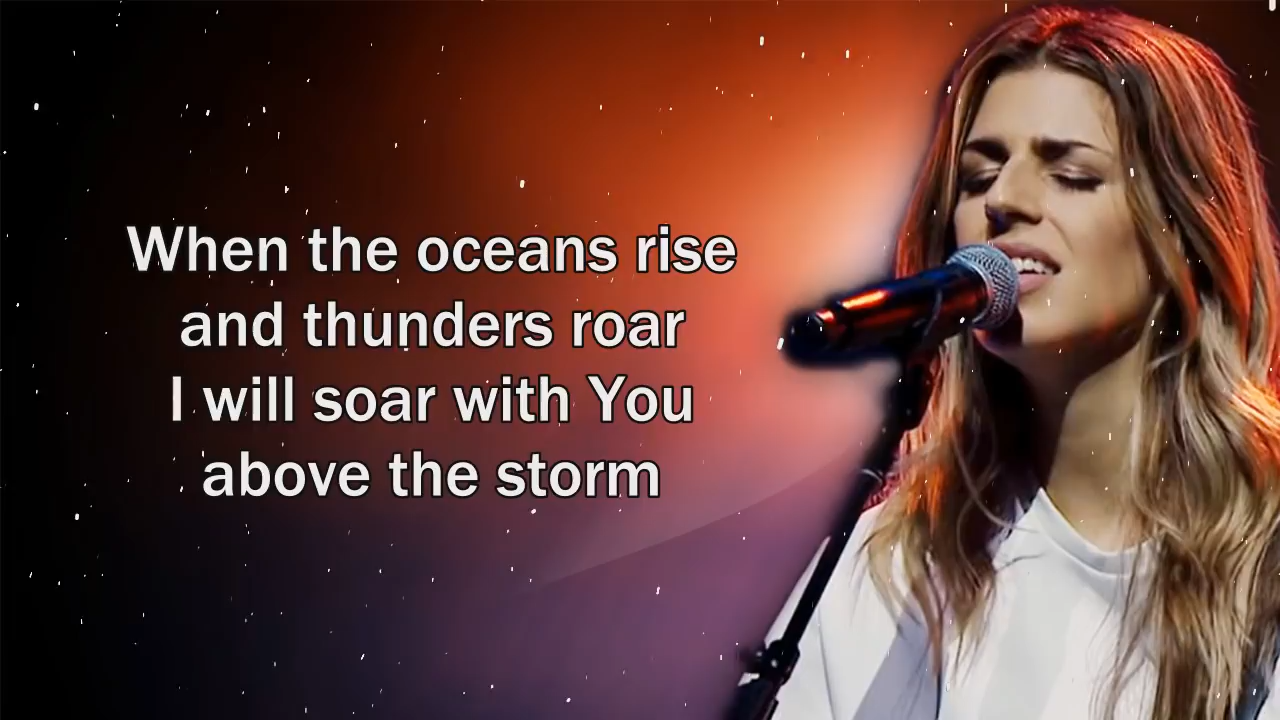 When the oceans rise
and thunders roar
I will soar with You
above the storm